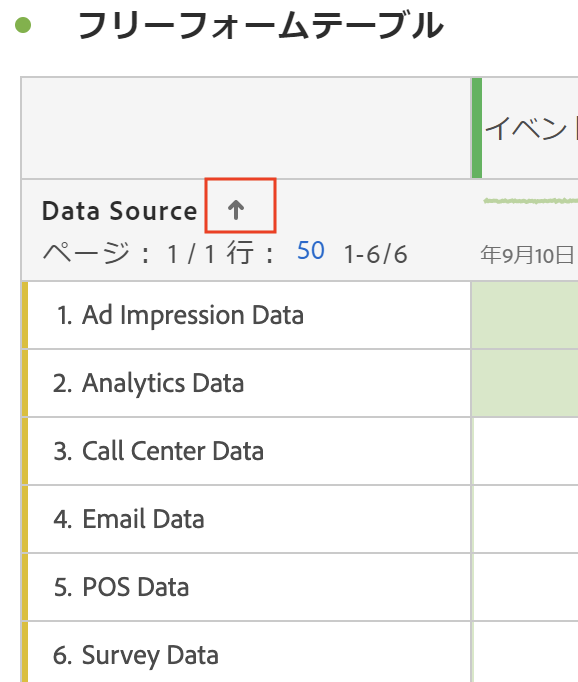 フリーフォームテーブル
イベント
Data Source ↑
ページ： 1 / 1 行： 50 1-6/6
年9月10日
1. Ad Impression Data
2. Analytics Data
3. Call Center Data
4. Email Data
5. POS Data
6. Survey Data